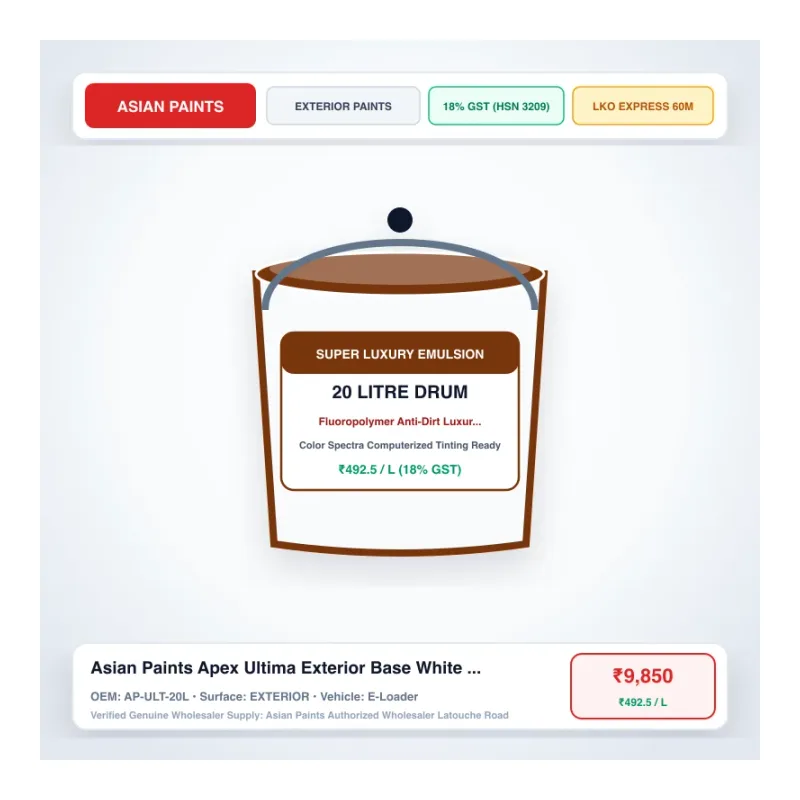 ASIAN PAINTS
EXTERIOR PAINTS
18% GST (HSN 3209)
LKO EXPRESS 60M
SUPER LUXURY EMULSION
20 LITRE DRUM
Fluoropolymer Anti-Dirt Luxur...
Color Spectra Computerized Tinting Ready
₹492.5 / L (18% GST)
Asian Paints Apex Ultima Exterior Base White ...
OEM: AP-ULT-20L • Surface: EXTERIOR • Vehicle: E-Loader
Verified Genuine Wholesaler Supply: Asian Paints Authorized Wholesaler Latouche Road
₹9,850
₹492.5 / L